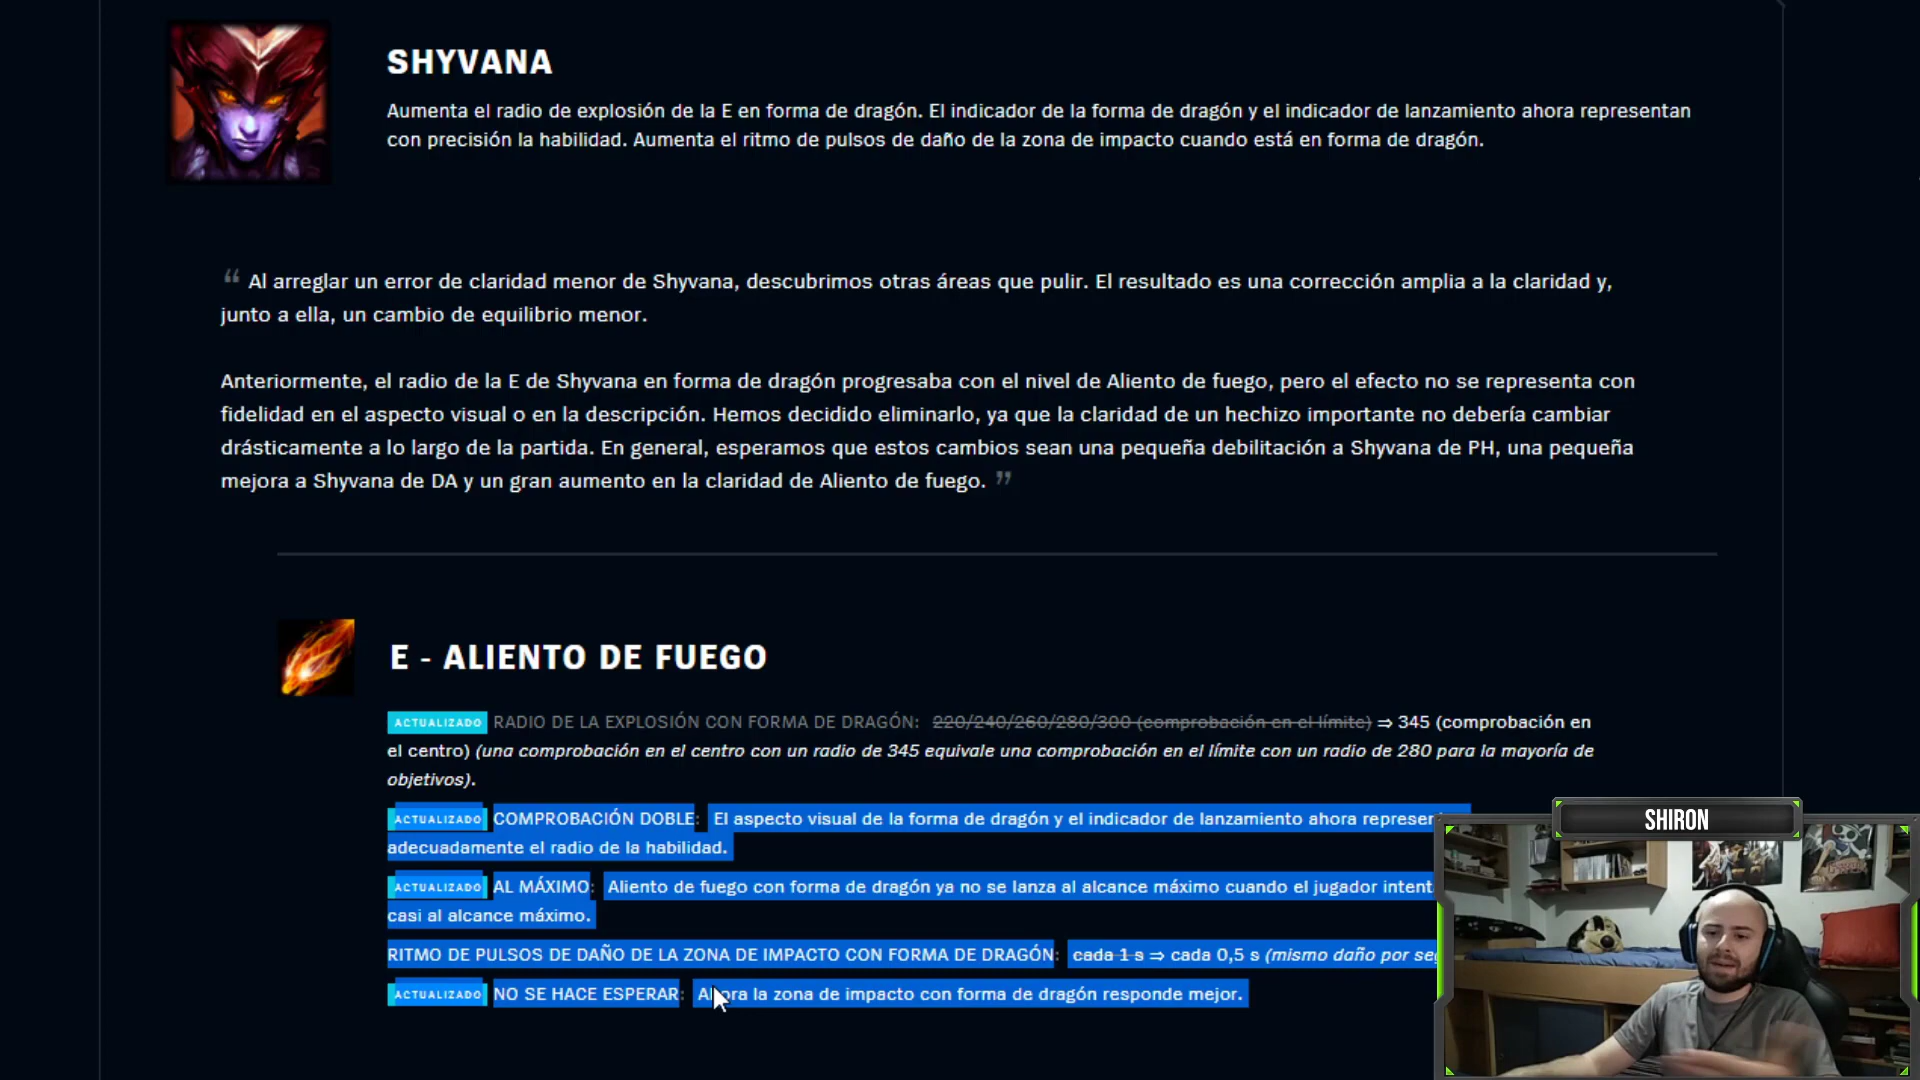 SHYVANA
Aumenta el radio de explosión de la E en forma de dragón. El indicador de la forma de dragón y el indicador de lanzamiento ahora representan
con precisión la habilidad. Aumenta el ritmo de pulsos de daño de la zona de impacto cuando está en forma de dragón.
“ Al arreglar un error de claridad menor de Shyvana, descubrimos otras áreas que pulir. El resultado es una corrección amplia a la claridad y,
junto a ella, un cambio de equilibrio menor.
Anteriormente, el radio de la E de Shyvana en forma de dragón progresaba con el nivel de Aliento de fuego, pero el efecto no se representa con
fidelidad en el aspecto visual o en la descripción. Hemos decidido eliminarlo, ya que la claridad de un hechizo importante no debería cambiar
drásticamente a lo largo de la partida. En general, esperamos que estos cambios sean una pequeña debilitación a Shyvana de PH, una pequeña
mejora a Shyvana de DA y un gran aumento en la claridad de Aliento de fuego. ”
E - ALIENTO DE FUEGO
ACTUALIZADO RADIO DE LA EXPLOSIÓN CON FORMA DE DRAGÓN: 220/240/260/280/300 (comprobación en el límite) ⇒ 345 (comprobación en
el centro) (una comprobación en el centro con un radio de 345 equivale una comprobación en el límite con un radio de 280 para la mayoría de
objetivos).
ACTUALIZADO COMPROBACIÓN DOBLE: El aspecto visual de la forma de dragón y el indicador de lanzamiento ahora
adecuadamente el radio de la habilidad.
ACTUALIZADO AL MÁXIMO: Aliento de fuego con forma de dragón ya no se lanza al alcance máximo cuando el jugador
casi al alcance máximo.
RITMO DE PULSOS DE DAÑO DE LA ZONA DE IMPACTO CON FORMA DE DRAGÓN: cada 1 s ⇒ cada 0,5 s (mismo daño por
ACTUALIZADO NO SE HACE ESPERAR: Ahora la zona de impacto con forma de dragón responde mejor.
SHIRON